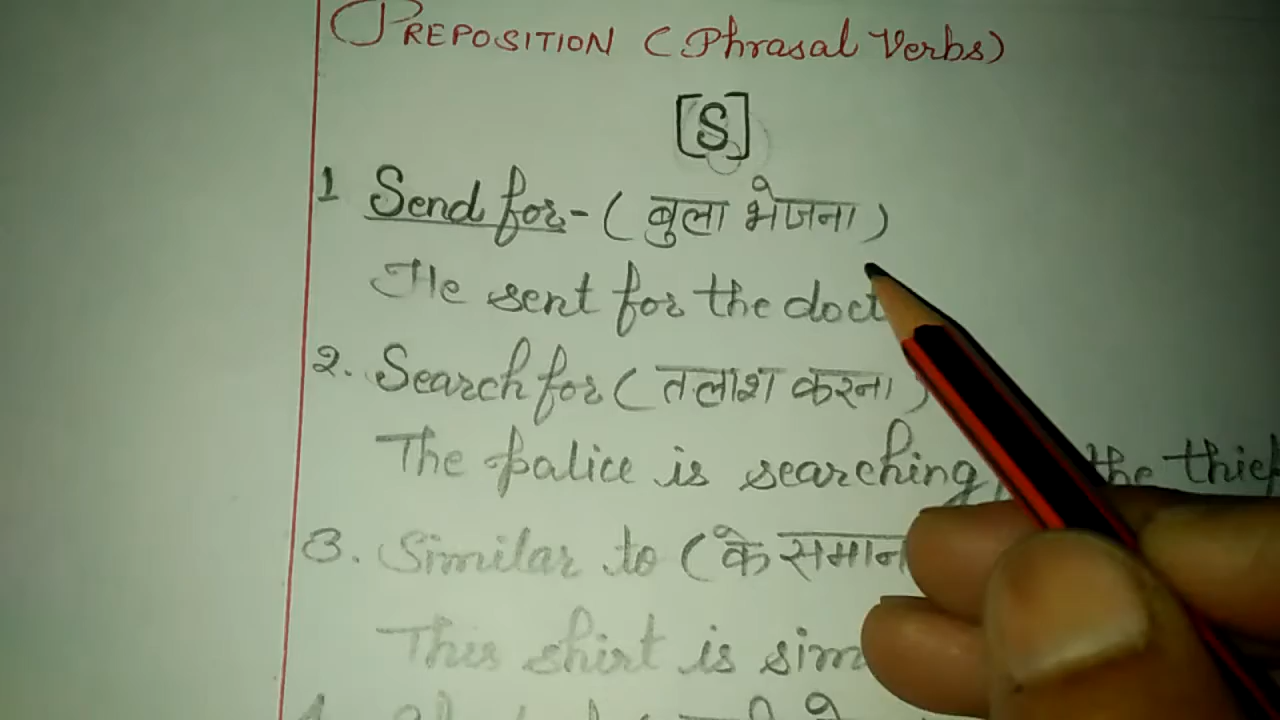 PREPOSITION (Phrasal Verbs)
[S]
1 Send for - (बुला भेजना)
He sent for the doct
2. Search for (तलाश करना)
The palice is searching the thief
3. Similar to (के समान
This shirt is sim